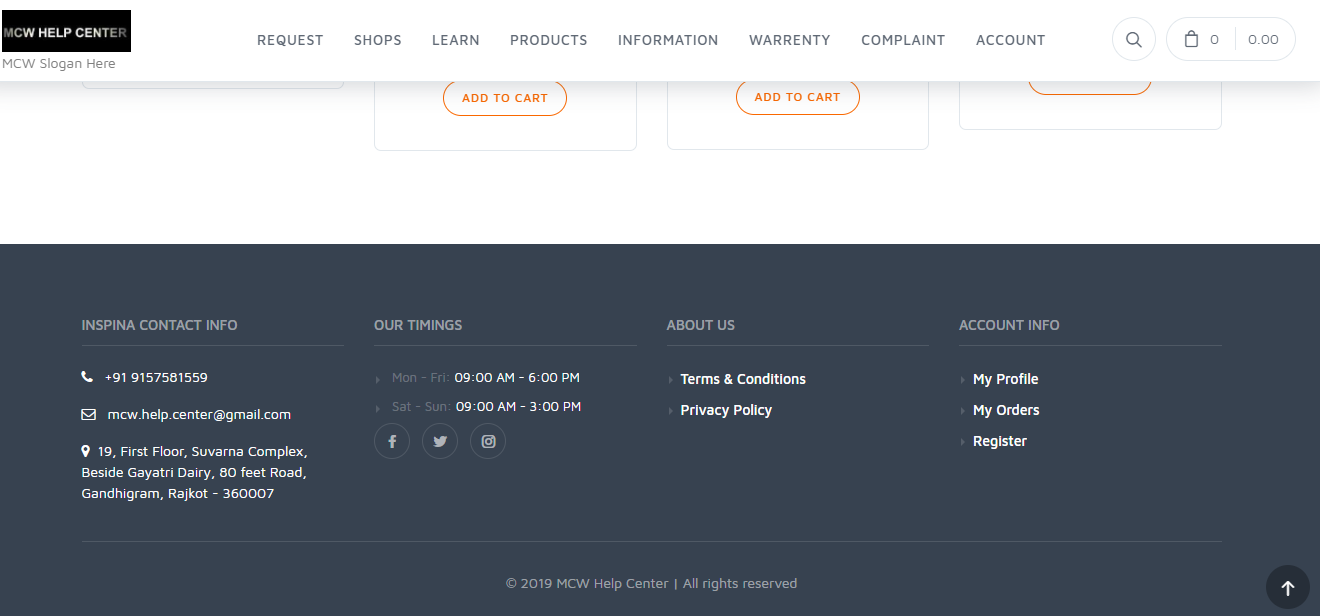 MCW HELP CENTER
MCW Slogan Here
REQUEST SHOPS LEARN PRODUCTS INFORMATION WARRENTY COMPLAINT ACCOUNT
0 0.00
ADD TO CART ADD TO CART
INSPINA CONTACT INFO
+91 9157581559
mcw.help.center@gmail.com
19, First Floor, Suvarna Complex,
Beside Gayatri Dairy, 80 feet Road,
Gandhigram, Rajkot - 360007
OUR TIMINGS
Mon - Fri: 09:00 AM - 6:00 PM
Sat - Sun: 09:00 AM - 3:00 PM
ABOUT US
Terms & Conditions
Privacy Policy
ACCOUNT INFO
My Profile
My Orders
Register
© 2019 MCW Help Center | All rights reserved